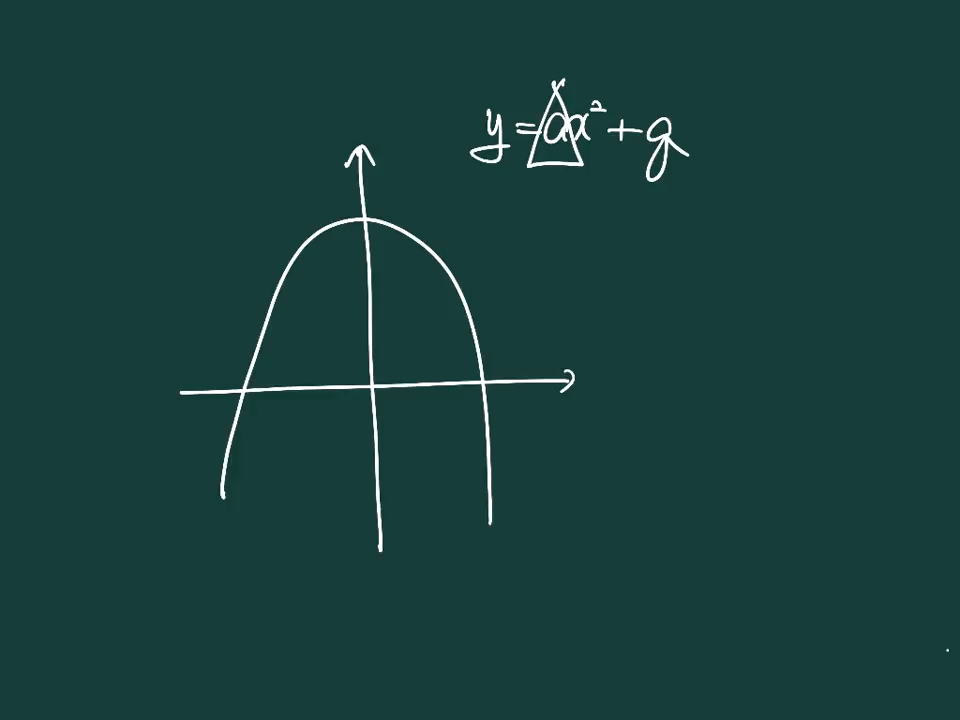 y = ax² + q